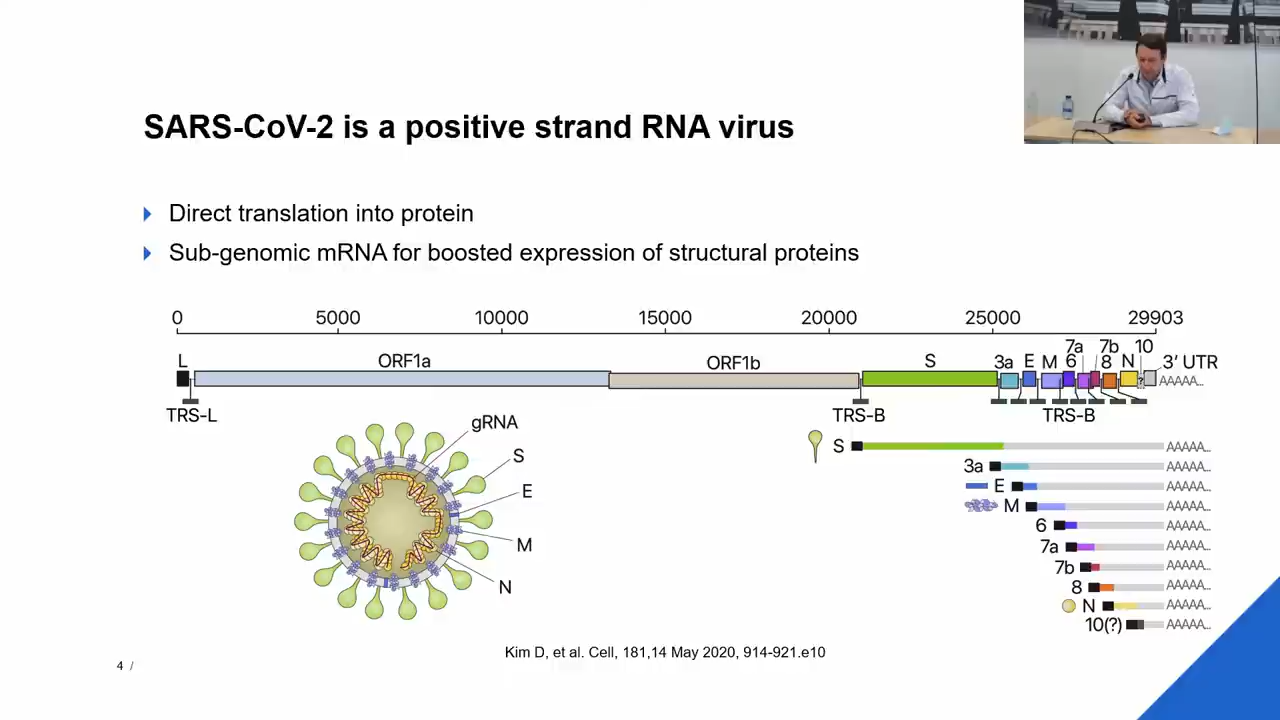 SARS-CoV-2 is a positive strand RNA virus
Direct translation into protein
Sub-genomic mRNA for boosted expression of structural proteins
0 5000 10000 15000 20000 25000 29903
7a 7b 10
L ORF1a ORF1b S 3a E M 6 8 N 3' UTR
? AAAAA...
TRS-L TRS-B TRS-B
gRNA
S
E
M
N
S AAAAA...
3a AAAAA...
E AAAAA...
M AAAAA...
6 AAAAA...
7a AAAAA...
7b AAAAA...
8 AAAAA...
N AAAAA...
10(?) AAAAA...
Kim D, et al. Cell, 181,14 May 2020, 914-921.e10
4 /